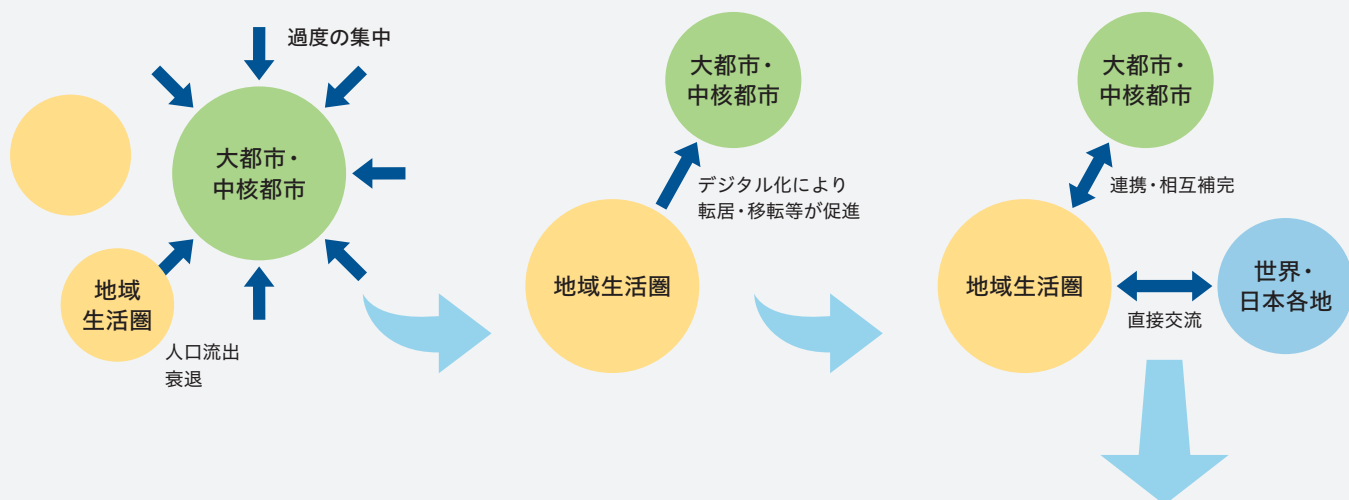 過度の集中
大都市・
中核都市
地域
生活圏
人口流出
衰退
大都市・
中核都市
デジタル化により
転居・移転等が促進
地域生活圏
大都市・
中核都市
連携・相互補完
地域生活圏
世界・
日本各地
直接交流